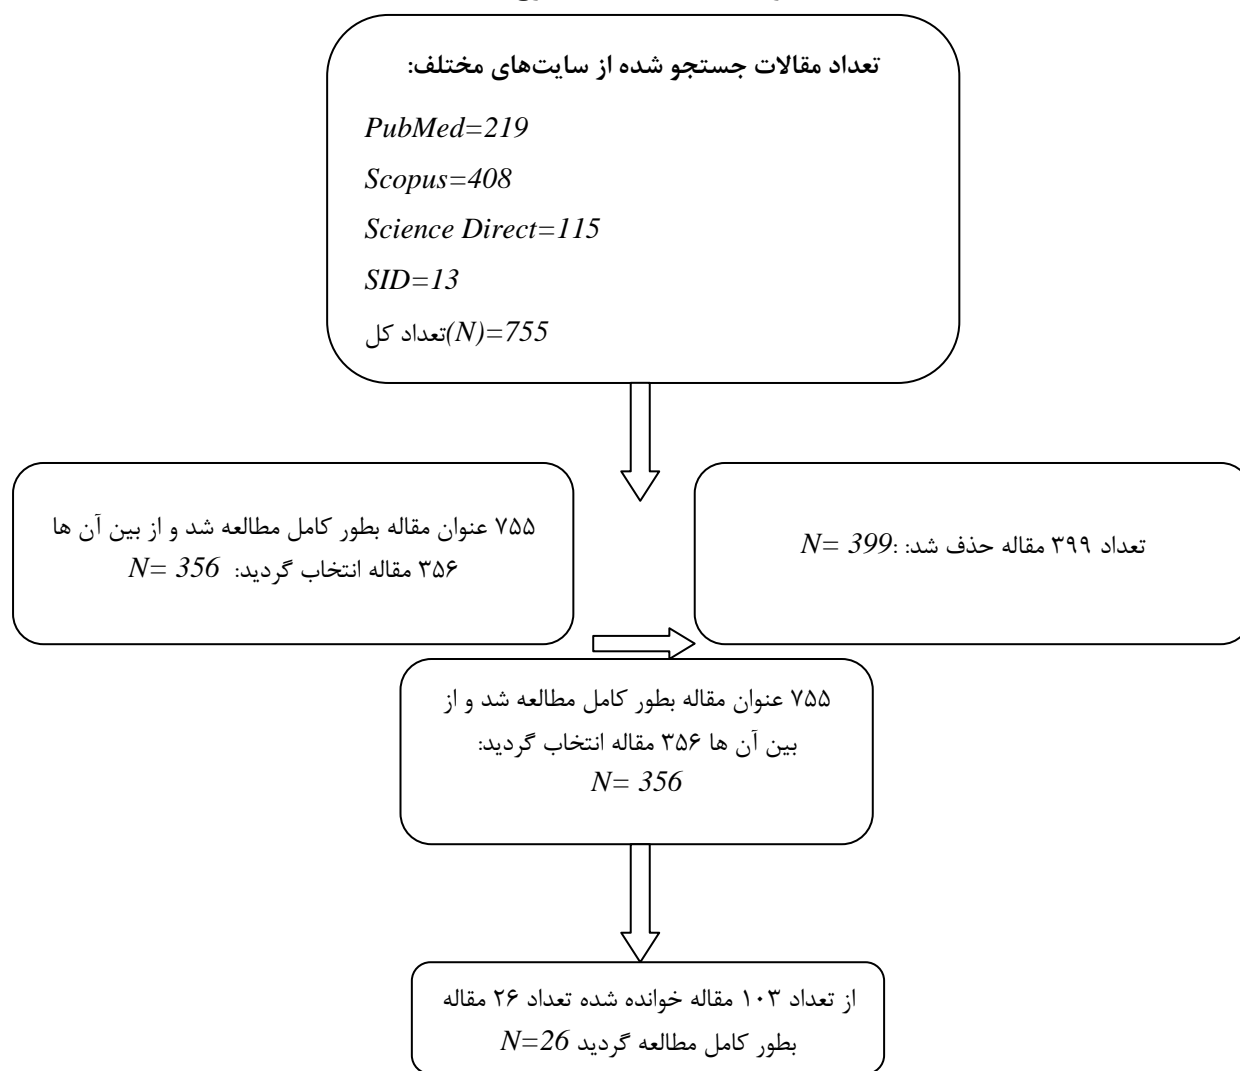 تعداد مقالات جستجو شده از سایت‌های مختلف:
PubMed=219
Scopus=408
Science Direct=115
SID=13
تعداد کل(N)=755
۷۵۵ عنوان مقاله بطور کامل مطالعه شد و از بین آن ها
۳۵۶ مقاله انتخاب گردید: N= 356
تعداد ۳۹۹ مقاله حذف شد: :N= 399
۷۵۵ عنوان مقاله بطور کامل مطالعه شد و از
بین آن ها ۳۵۶ مقاله انتخاب گردید:
N= 356
از تعداد ۱۰۳ مقاله خوانده شده تعداد ۲۶ مقاله
بطور کامل مطالعه گردید N=26